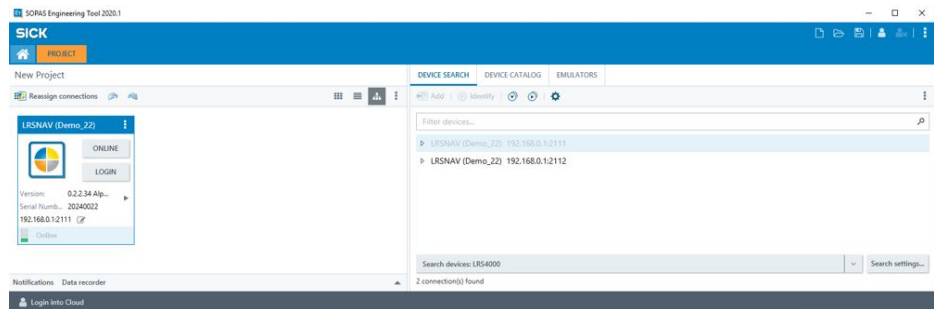 SOPAS Engineering Tool 2020.1
SICK
PROJECT
New Project
Reassign connections
LRSNAV (Demo_22)
ONLINE
LOGIN
Version: 0.2.2.34 Alp...
Serial Numb... 20240022
192.168.0.1:2111
Online
Notifications Data recorder
Login into Cloud
DEVICE SEARCH DEVICE CATALOG EMULATORS
Add Identify
Filter devices...
LRSNAV (Demo_22) 192.168.0.1:2111
LRSNAV (Demo_22) 192.168.0.1:2112
Search devices: LRS4000
Search settings...
2 connection(s) found